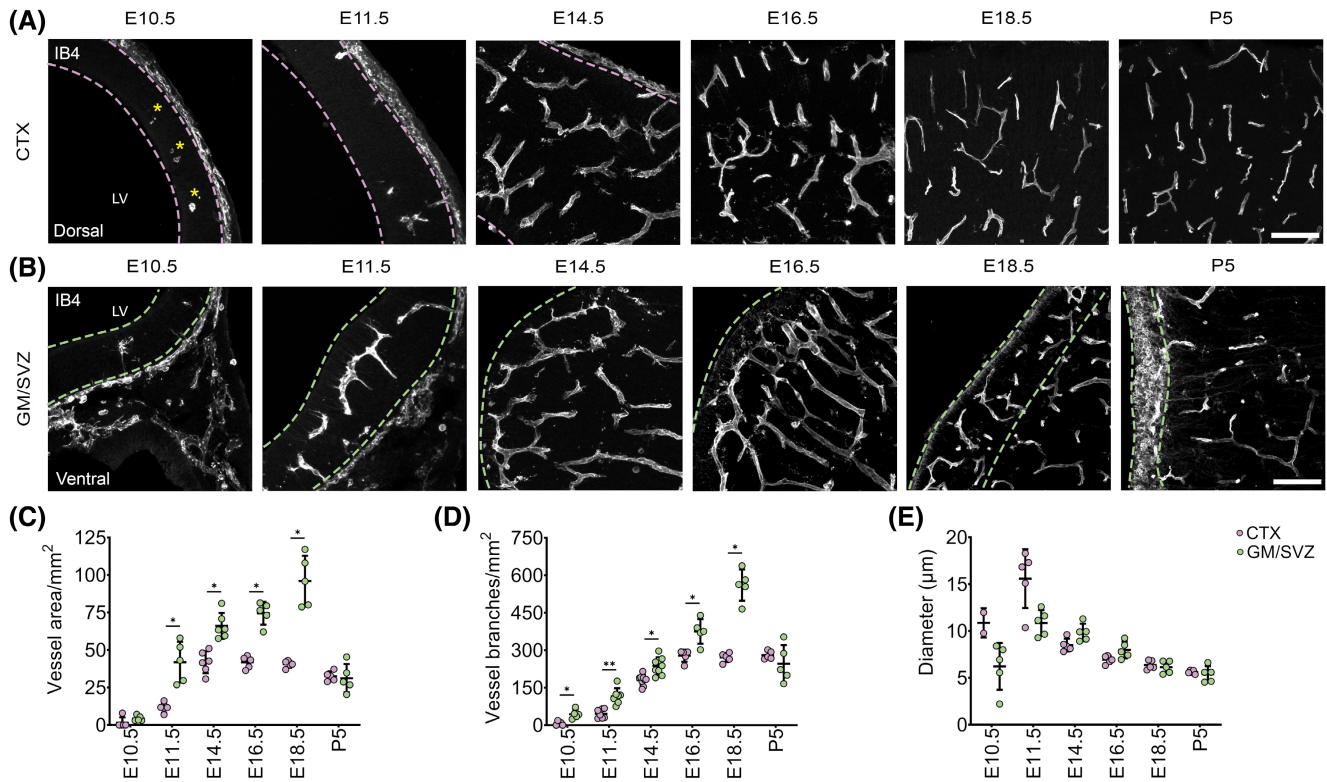 (A)
E10.5 E11.5 E14.5 E16.5 E18.5 P5
IB4
CTX
* * *
LV
Dorsal
(B)
E10.5 E11.5 E14.5 E16.5 E18.5 P5
IB4
LV
GM/SVZ
Ventral
(C)
Vessel area/mm²
125
100
75
50
25
0
* * * *
E10.5 E11.5 E14.5 E16.5 E18.5 P5
(D)
Vessel branches/mm²
750
600
450
300
150
0
* ** * * *
E10.5 E11.5 E14.5 E16.5 E18.5 P5
(E)
Diameter (µm)
20
15
10
5
0
E10.5 E11.5 E14.5 E16.5 E18.5 P5
CTX
GM/SVZ